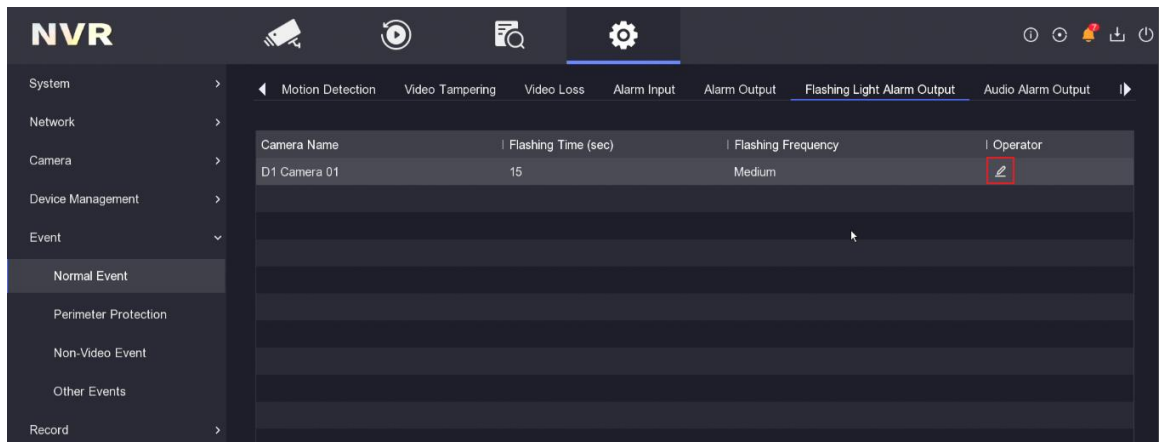 NVR
7
System
Network
Camera
Device Management
Event
Normal Event
Perimeter Protection
Non-Video Event
Other Events
Record
Motion Detection Video Tampering Video Loss Alarm Input Alarm Output Flashing Light Alarm Output Audio Alarm Output
Camera Name Flashing Time (sec) Flashing Frequency Operator
D1 Camera 01 15 Medium